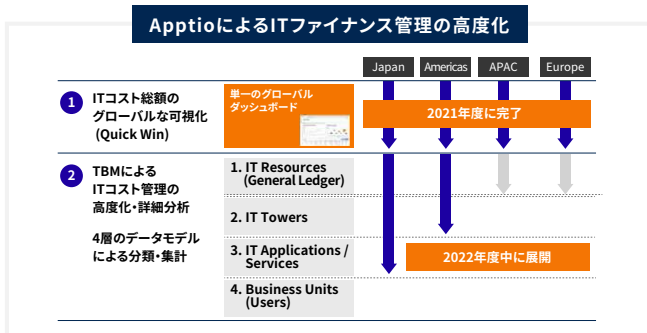 ApptioによるITファイナンス管理の高度化
Japan Americas APAC Europe
1 ITコスト総額の
グローバルな可視化
(Quick Win)
単一のグローバル
ダッシュボード
2021年度に完了
2 TBMによる
ITコスト管理の
高度化・詳細分析
4層のデータモデル
による分類・集計
1. IT Resources
(General Ledger)
2. IT Towers
3. IT Applications /
Services
2022年度中に展開
4. Business Units
(Users)